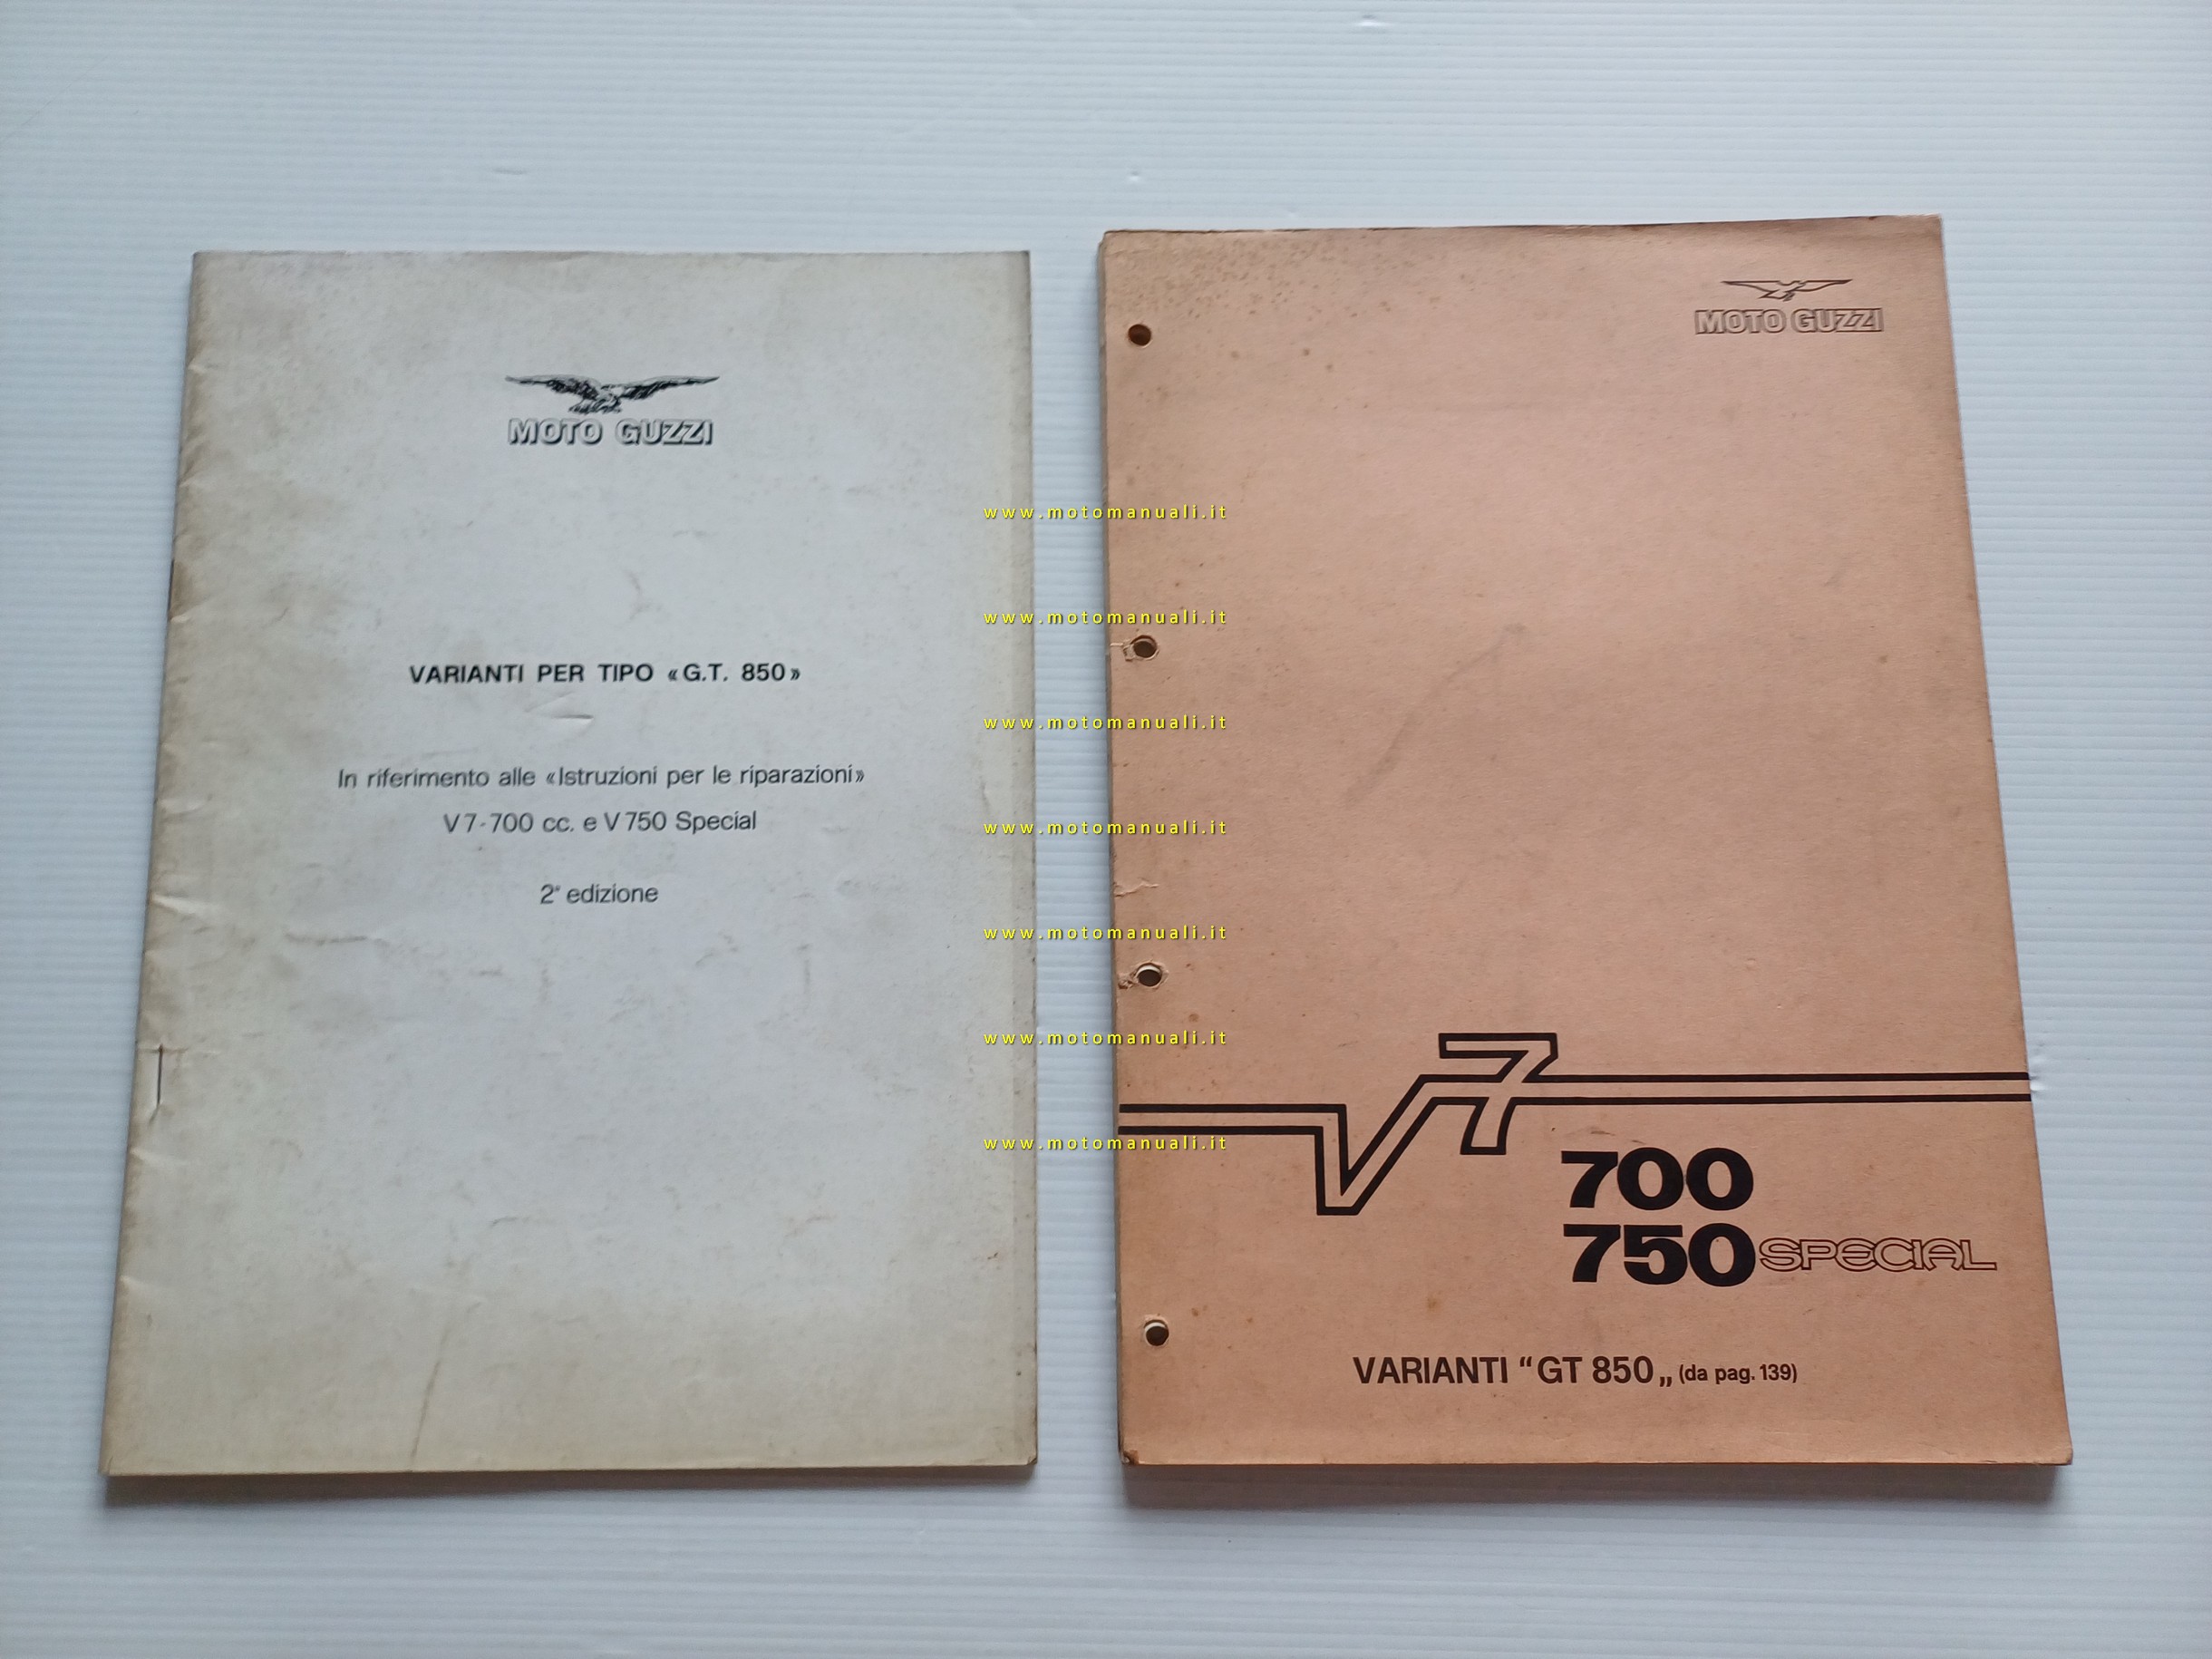 MOTO GUZZI
VARIANTI PER TIPO «G.T. 850»
In riferimento alle «Istruzioni per le riparazioni»
V7-700 cc. e V750 Special
2ª edizione
MOTO GUZZI
V7
700
750 SPECIAL
VARIANTI “GT 850„ (da pag. 139)
www.motomanuali.it
www.motomanuali.it
www.motomanuali.it
www.motomanuali.it
www.motomanuali.it
www.motomanuali.it
www.motomanuali.it